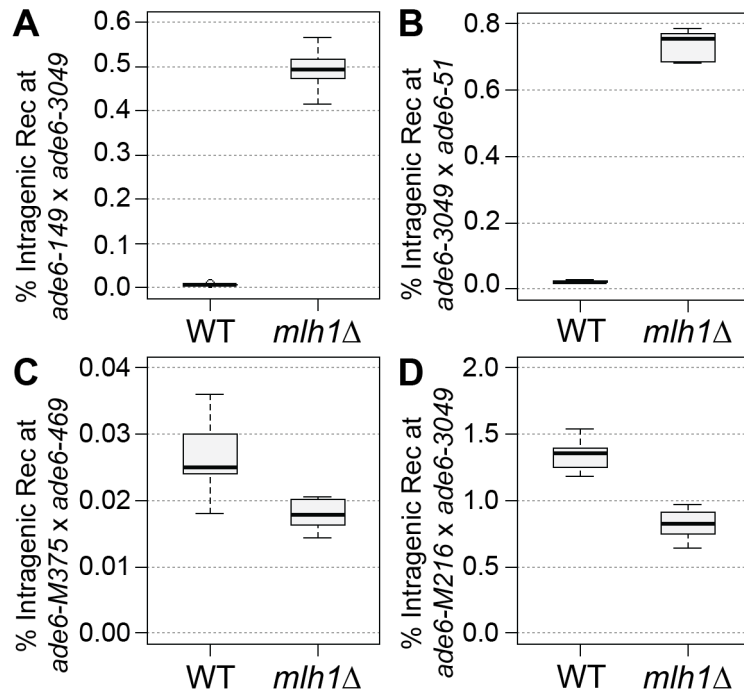 A
% Intragenic Rec at
ade6-149 x ade6-3049
0.6
0.5
0.4
0.3
0.2
0.1
0.0
WT mlh1Δ
B
% Intragenic Rec at
ade6-3049 x ade6-51
0.8
0.6
0.4
0.2
0.0
WT mlh1Δ
C
% Intragenic Rec at
ade6-M375 x ade6-469
0.04
0.03
0.02
0.01
0.00
WT mlh1Δ
D
% Intragenic Rec at
ade6-M216 x ade6-3049
2.0
1.5
1.0
0.5
0.0
WT mlh1Δ